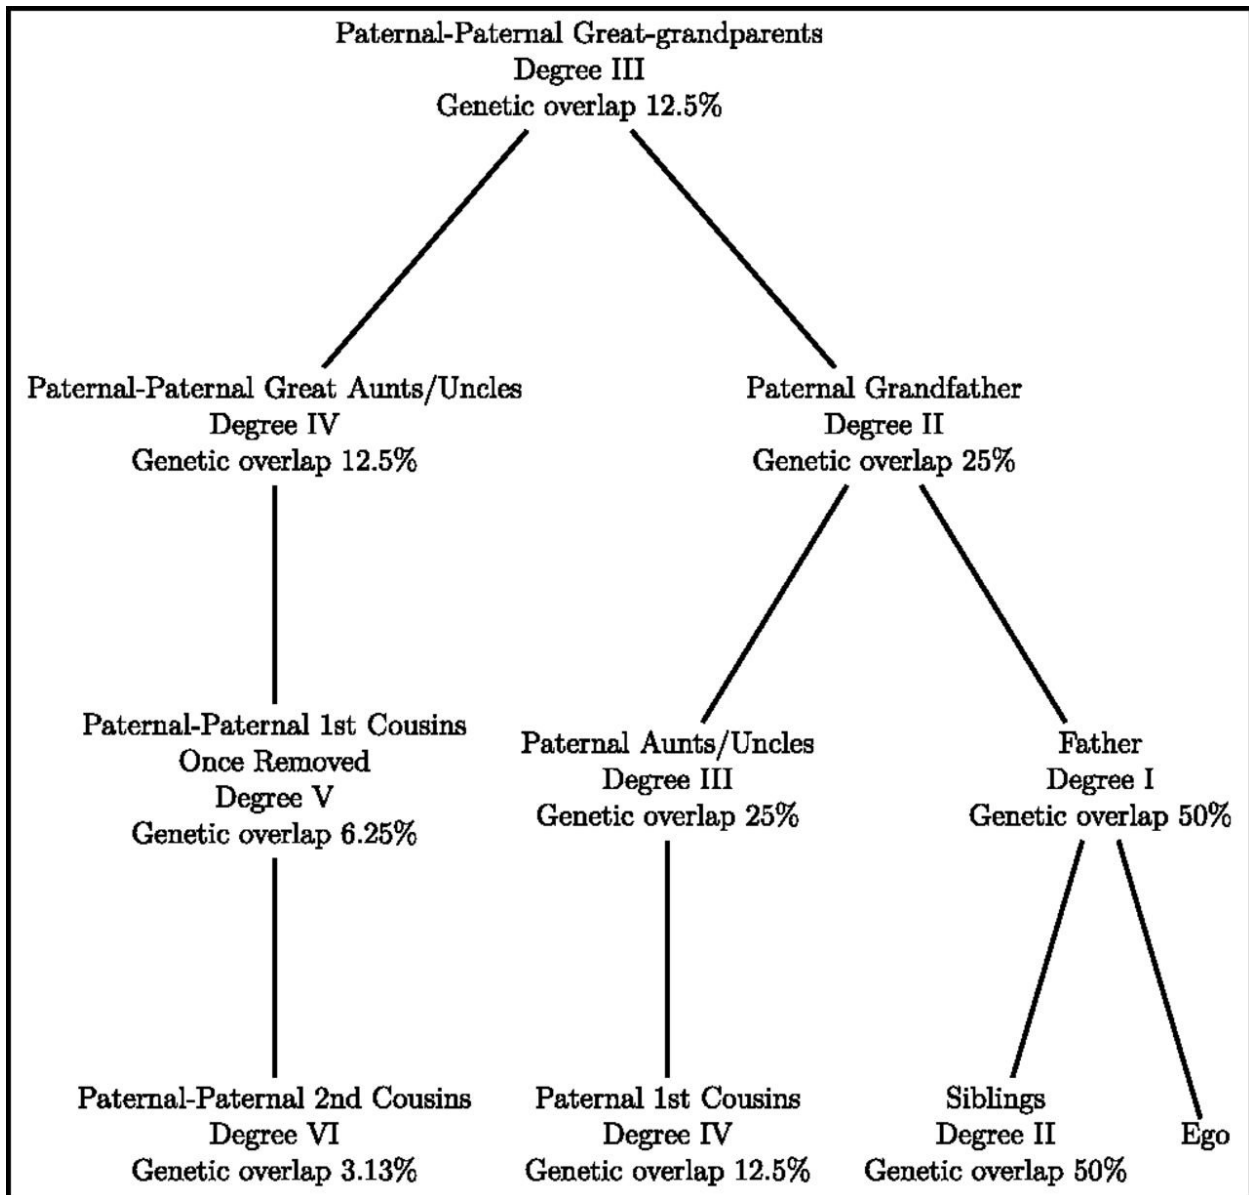 Paternal-Paternal Great-grandparents
Degree III
Genetic overlap 12.5%
Paternal-Paternal Great Aunts/Uncles
Degree IV
Genetic overlap 12.5%
Paternal Grandfather
Degree II
Genetic overlap 25%
Paternal-Paternal 1st Cousins
Once Removed
Degree V
Genetic overlap 6.25%
Paternal Aunts/Uncles
Degree III
Genetic overlap 25%
Father
Degree I
Genetic overlap 50%
Paternal-Paternal 2nd Cousins
Degree VI
Genetic overlap 3.13%
Paternal 1st Cousins
Degree IV
Genetic overlap 12.5%
Siblings
Degree II
Genetic overlap 50%
Ego